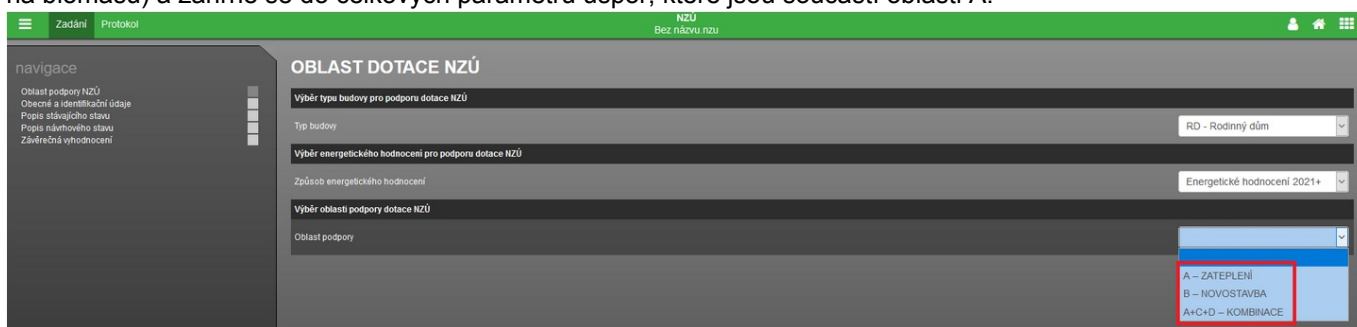 na biomasu) a zahrne se do celkových parametrů úspor, které jsou součástí oblasti A.
Zadání Protokol
NZÚ
Bez názvu.nzu
navigace
Oblast podpory NZÚ
Obecné a identifikační údaje
Popis stávajícího stavu
Popis návrhového stavu
Závěrečná vyhodnocení
OBLAST DOTACE NZÚ
Výběr typu budovy pro podporu dotace NZÚ
Typ budovy
RD - Rodinný dům
Výběr energetického hodnocení pro podporu dotace NZÚ
Způsob energetického hodnocení
Energetické hodnocení 2021+
Výběr oblasti podpory dotace NZÚ
Oblast podpory
A – ZATEPLENÍ
B – NOVOSTAVBA
A+C+D – KOMBINACE